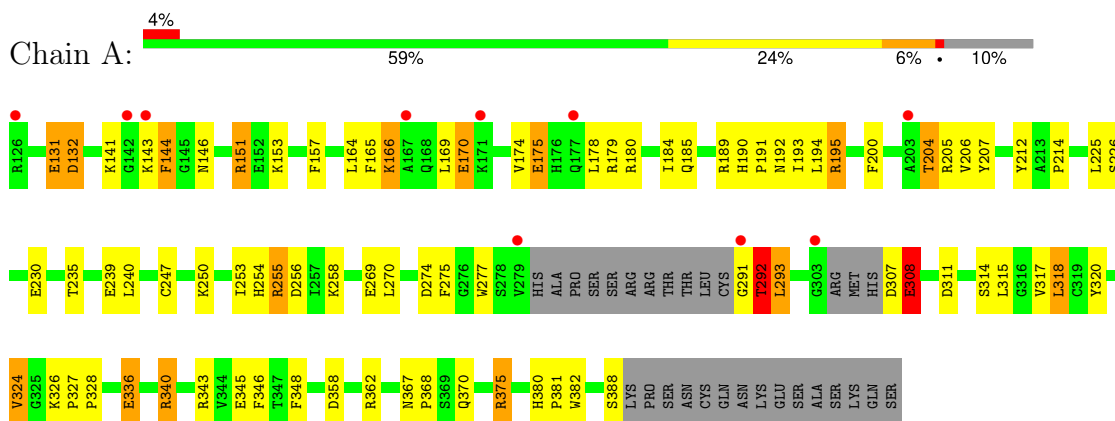 4%
Chain A:
59% 24% 6% • 10%
R126 E131 D132 K141 G142 K143 F144 G145 N146 R151 E152 K153 F157 L164 F165 K166 A167 Q168 L169 E170 K171 V174 E175 H176 Q177 L178 R179 R180 I184 Q185 R189 H190 P191 N192 I193 L194 R195 F200 A203 T204 R205 V206 Y207 Y212 A213 P214 L225 S226
E230 T235 E239 L240 C247 K250 I253 H254 R255 D256 I257 K258 E269 L270 D274 F275 G276 W277 S278 V279 HIS ALA PRO SER SER ARG ARG THR THR LEU CYS G291 T292 L293 G303 ARG MET HIS D307 E308 D311 S314 L315 G316 V317 L318 C319 Y320
V324 G325 K326 P327 P328 E336 R340 R343 V344 E345 F346 T347 F348 D358 R362 N367 P368 S369 Q370 R375 H380 P381 W382 S388 LYS PRO SER ASN CYS GLN ASN LYS GLU SER ALA SER LYS GLN SER